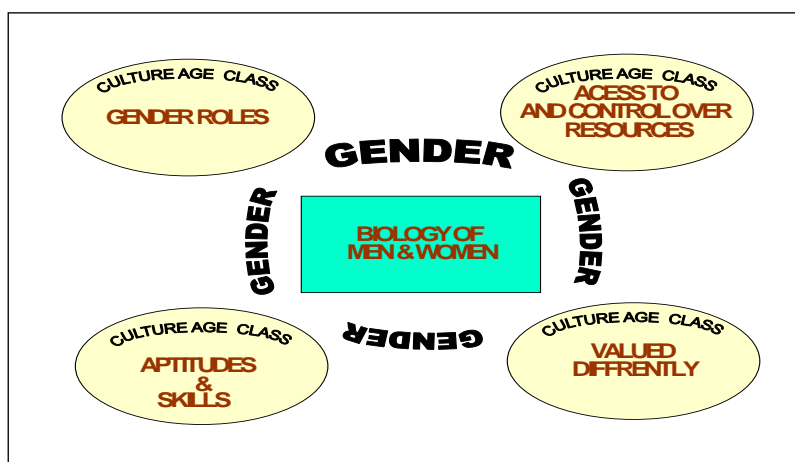 CULTURE AGE CLASS
GENDER ROLES
CULTURE AGE CLASS
ACESS TO
AND CONTROL OVER
RESOURCES
GENDER
GENDER
GENDER
BIOLOGY OF
MEN & WOMEN
GENDER
CULTURE AGE CLASS
APTITUDES
&
SKILLS
CULTURE AGE CLASS
VALUED
DIFFRENTLY